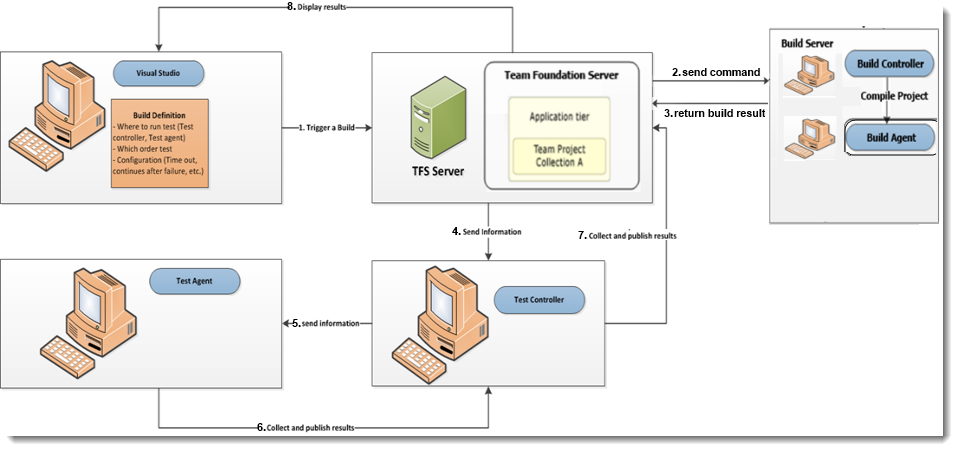 8. Display results
Visual Studio
Build Definition
- Where to run test (Test
controller, Test agent)
- Which order test
- Configuration (Time out,
continues after failure, etc.)
1. Trigger a Build
TFS Server
Team Foundation Server
Application tier
Team Project
Collection A
2.send command
3.return build result
Build Server
Build Controller
Compile Project
Build Agent
4. Send Information
7. Collect and publish results
Test Agent
5.send information
Test Controller
6.Collect and publish results